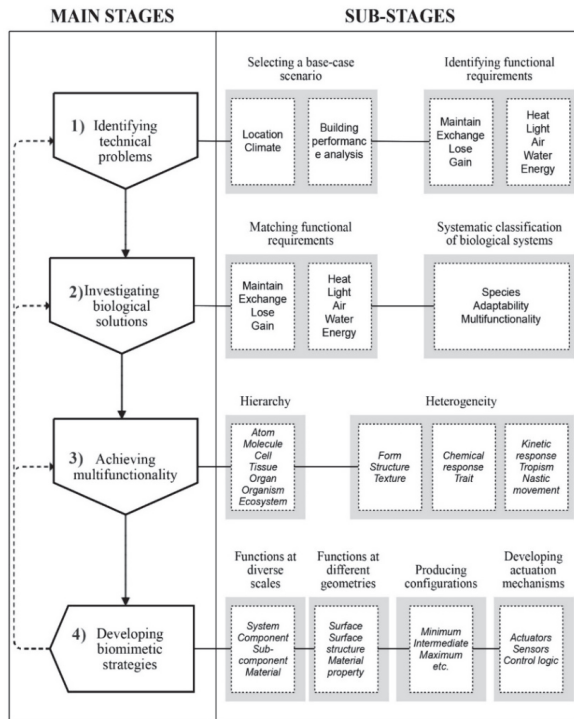 MAIN STAGES
SUB-STAGES
1) Identifying
technical
problems
Selecting a base-case
scenario
Location
Climate
Building
performanc
e analysis
Identifying functional
requirements
Maintain
Exchange
Lose
Gain
Heat
Light
Air
Water
Energy
2) Investigating
biological
solutions
Matching functional
requirements
Maintain
Exchange
Lose
Gain
Heat
Light
Air
Water
Energy
Systematic classification
of biological systems
Species
Adaptability
Multifunctionality
3) Achieving
multifunctionality
Hierarchy
Atom
Molecule
Cell
Tissue
Organ
Organism
Ecosystem
Heterogeneity
Form
Structure
Texture
Chemical
response
Trait
Kinetic
response
Tropism
Nastic
movement
4) Developing
biomimetic
strategies
Functions at
diverse
scales
System
Component
Sub-
component
Material
Functions at
different
geometries
Surface
Surface
structure
Material
property
Producing
configurations
Minimum
Intermediate
Maximum
etc.
Developing
actuation
mechanisms
Actuators
Sensors
Control logic